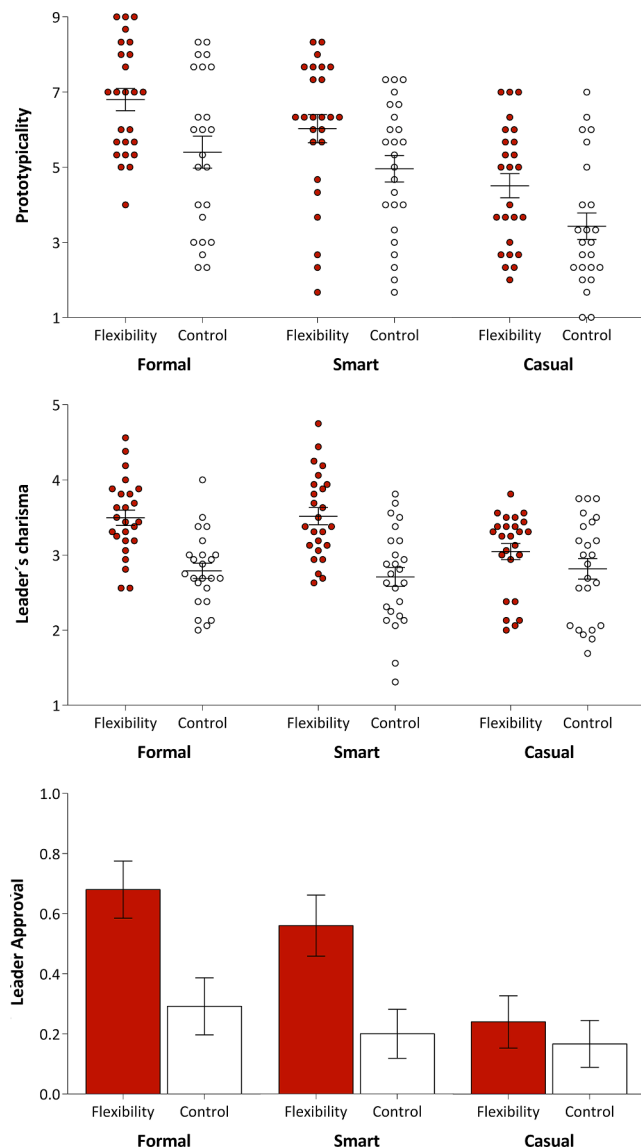 Prototypicality
9
7
5
3
1
Flexibility Control Flexibility Control Flexibility Control
Formal Smart Casual
Leader´s charisma
5
4
3
2
1
Flexibility Control Flexibility Control Flexibility Control
Formal Smart Casual
Leader Approval
1.0
0.8
0.6
0.4
0.2
0.0
Flexibility Control Flexibility Control Flexibility Control
Formal Smart Casual